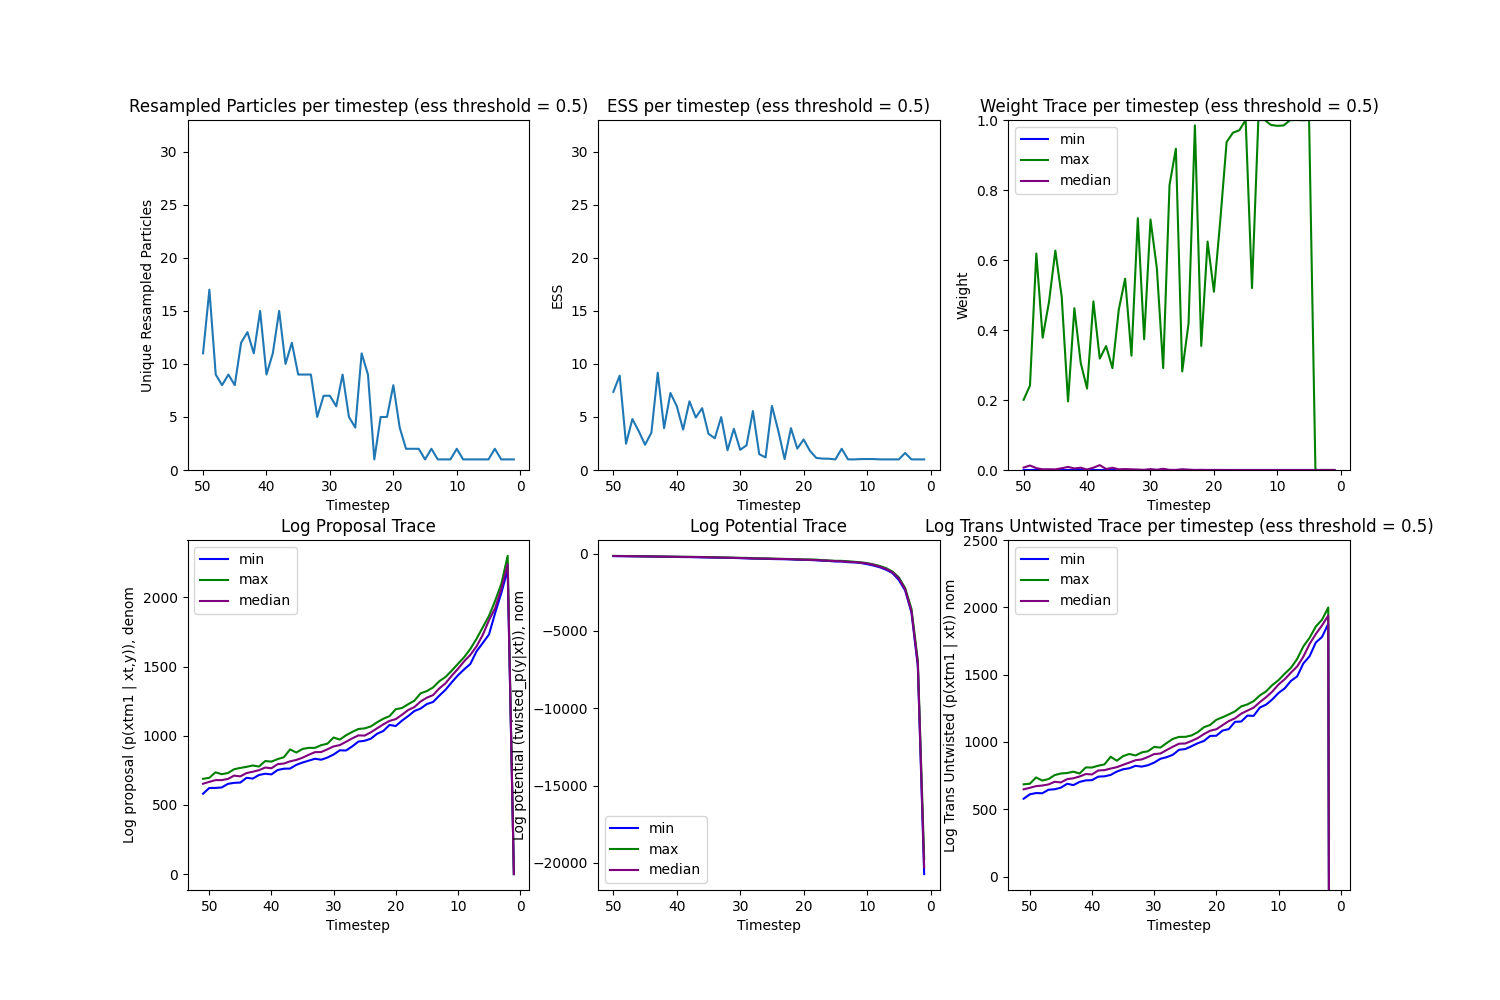 Resampled Particles per timestep (ess threshold = 0.5)
Unique Resampled Particles
30
25
20
15
10
5
0
50 40 30 20 10 0
Timestep
ESS per timestep (ess threshold = 0.5)
ESS
30
25
20
15
10
5
0
50 40 30 20 10 0
Timestep
Weight Trace per timestep (ess threshold = 0.5)
Weight
1.0
0.8
0.6
0.4
0.2
0.0
min
max
median
50 40 30 20 10 0
Timestep
Log Proposal Trace
Log proposal (p(xtm1 | xt,y)), denom
2000
1500
1000
500
0
min
max
median
50 40 30 20 10 0
Timestep
Log Potential Trace
Log potential (twisted_p(y|xt)), nom
0
−5000
−10000
−15000
−20000
min
max
median
50 40 30 20 10 0
Timestep
Log Trans Untwisted Trace per timestep (ess threshold = 0.5)
Log Trans Untwisted (p(xtm1 | xt)) nom
2500
2000
1500
1000
500
0
min
max
median
50 40 30 20 10 0
Timestep